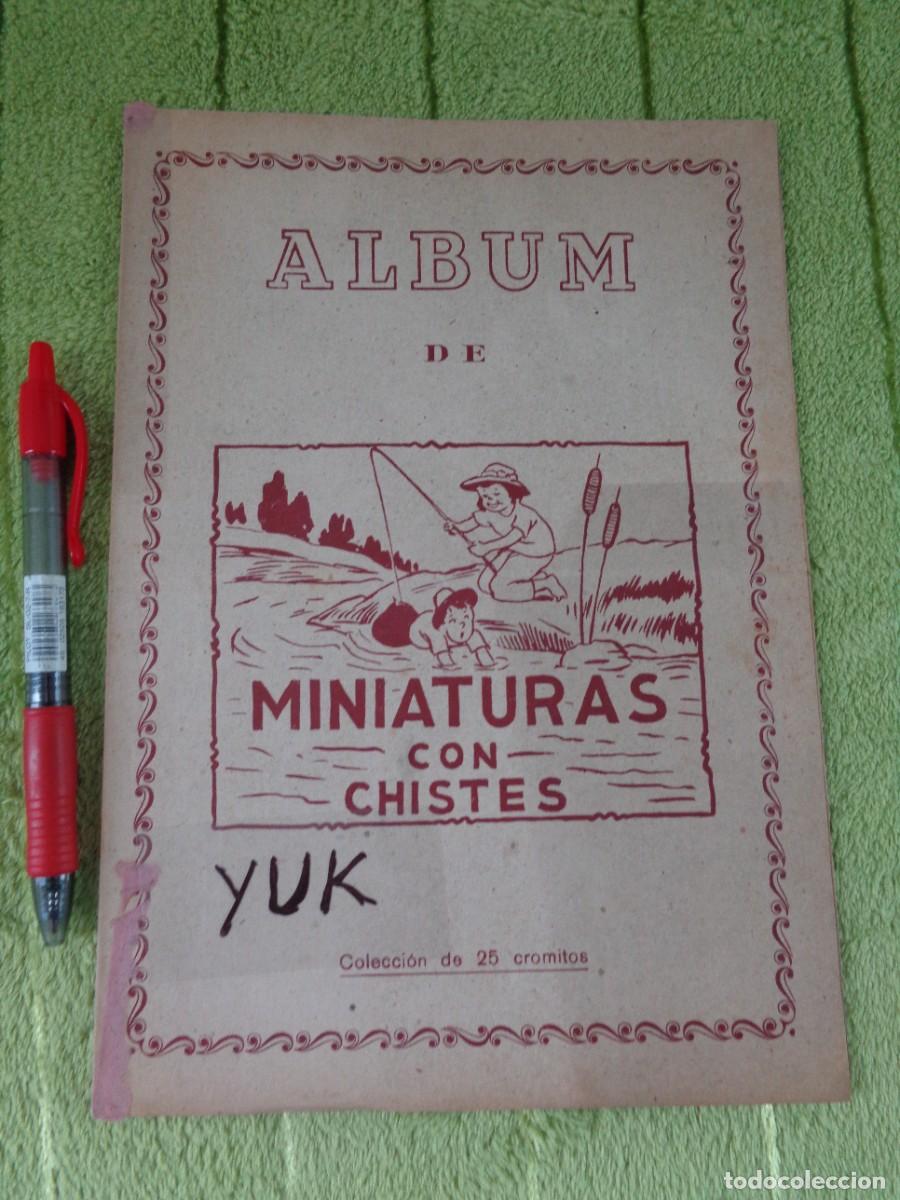 ALBUM
DE
MINIATURAS
CON
CHISTES
YUK
Colección de 25 cromitos
todocoleccion